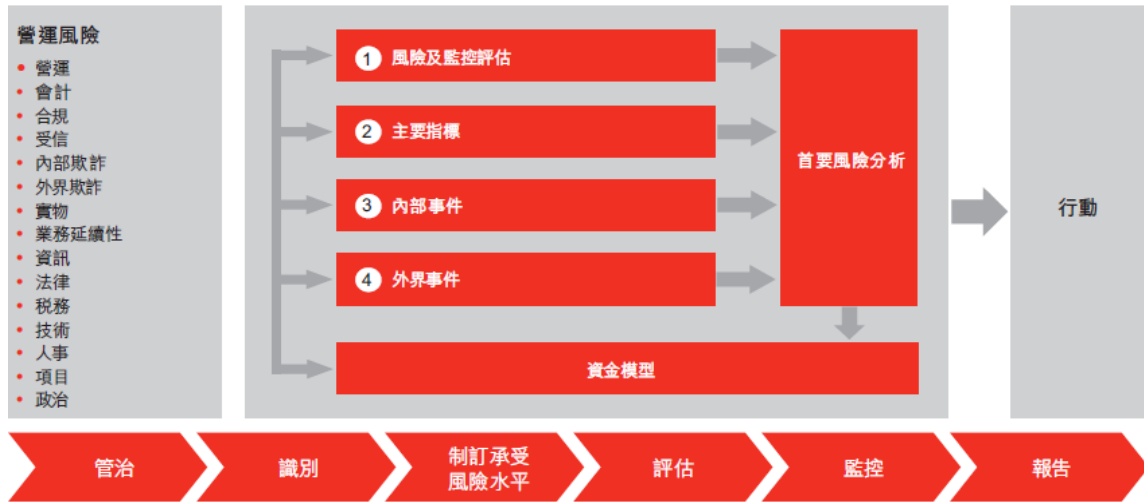 營運風險
• 營運
• 會計
• 合規
• 受信
• 內部欺詐
• 外界欺詐
• 實物
• 業務延續性
• 資訊
• 法律
• 税務
• 技術
• 人事
• 項目
• 政治
1 風險及監控評估
2 主要指標
3 內部事件
4 外界事件
首要風險分析
資金模型
行動
管治
識別
制訂承受
風險水平
評估
監控
報告